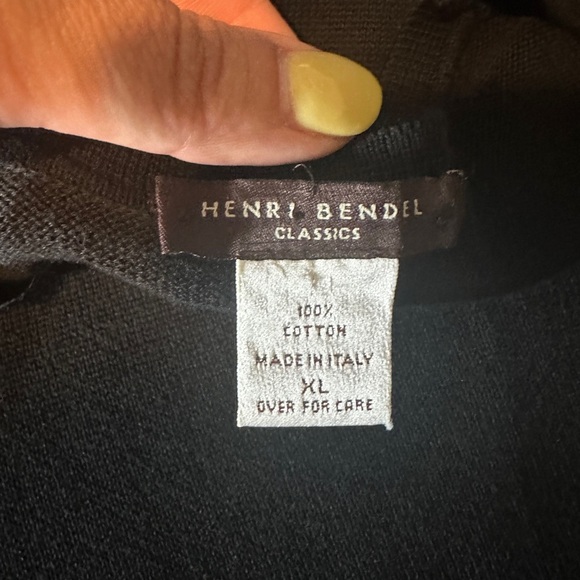 HENRI BENDEL
CLASSICS
100%
COTTON
MADE IN ITALY
XL
OVER FOR CARE